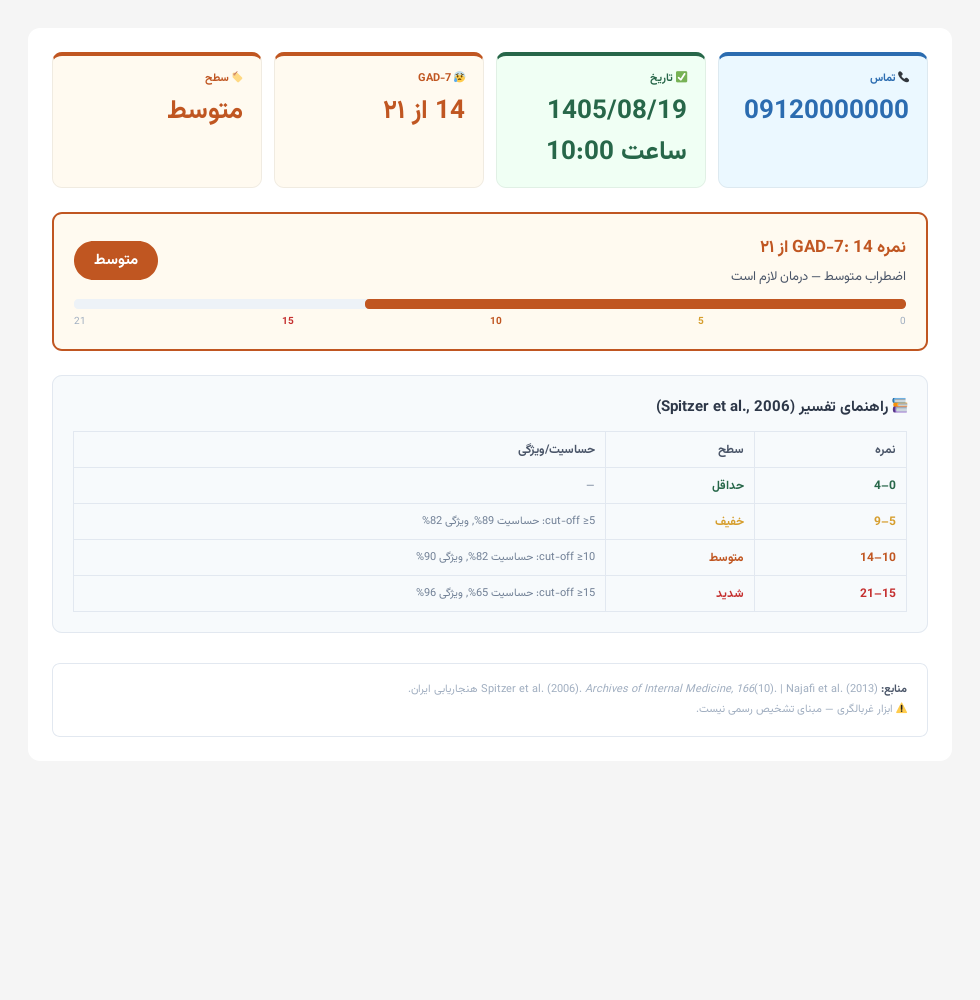 📞 تماس
09120000000
✅ تاریخ
1405/08/19
ساعت 10:00
😰 GAD-7
14 از ۲۱
🏷️ سطح
متوسط
نمره GAD-7: 14 از ۲۱
اضطراب متوسط — درمان لازم است
متوسط
0 5 10 15 21
📚 راهنمای تفسیر (Spitzer et al., 2006)
نمره سطح حساسیت/ویژگی
0–4 حداقل —
5–9 خفیف cut-off ≥5: حساسیت 89%, ویژگی 82%
10–14 متوسط cut-off ≥10: حساسیت 82%, ویژگی 90%
15–21 شدید cut-off ≥15: حساسیت 65%, ویژگی 96%
منابع: Spitzer et al. (2006). Archives of Internal Medicine, 166(10). | Najafi et al. (2013) هنجاریابی ایران.
⚠️ ابزار غربالگری — مبنای تشخیص رسمی نیست.